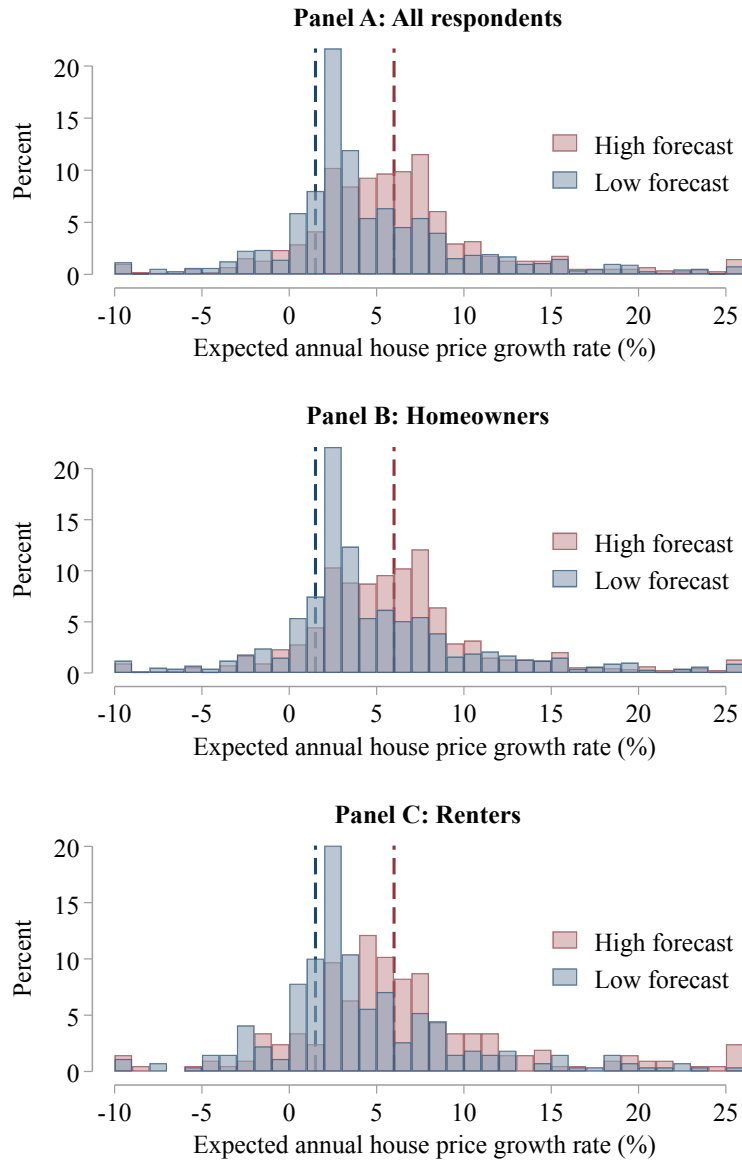 Panel A: All respondents
20
15
10
5
0
Percent
High forecast
Low forecast
-10 -5 0 5 10 15 20 25
Expected annual house price growth rate (%)
Panel B: Homeowners
20
15
10
5
0
Percent
High forecast
Low forecast
-10 -5 0 5 10 15 20 25
Expected annual house price growth rate (%)
Panel C: Renters
20
15
10
5
0
Percent
High forecast
Low forecast
-10 -5 0 5 10 15 20 25
Expected annual house price growth rate (%)